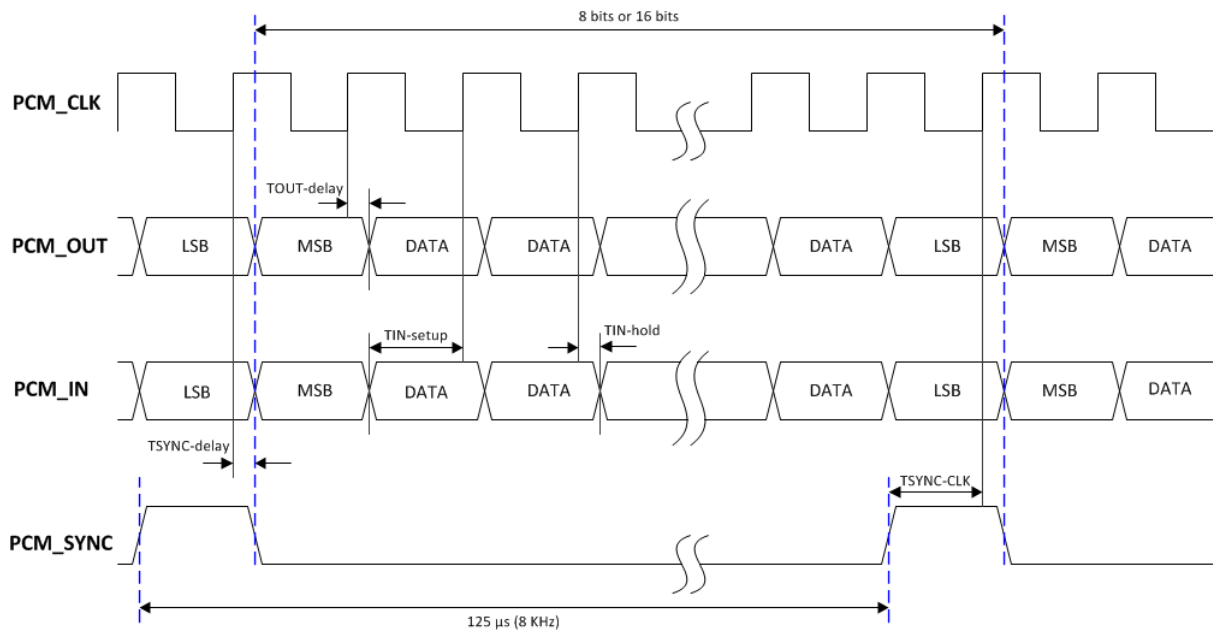 8 bits or 16 bits
PCM_CLK
TOUT-delay
PCM_OUT LSB MSB DATA DATA DATA LSB MSB DATA
TIN-setup TIN-hold
PCM_IN LSB MSB DATA DATA DATA LSB MSB DATA
TSYNC-delay TSYNC-CLK
PCM_SYNC
125 µs (8 KHz)